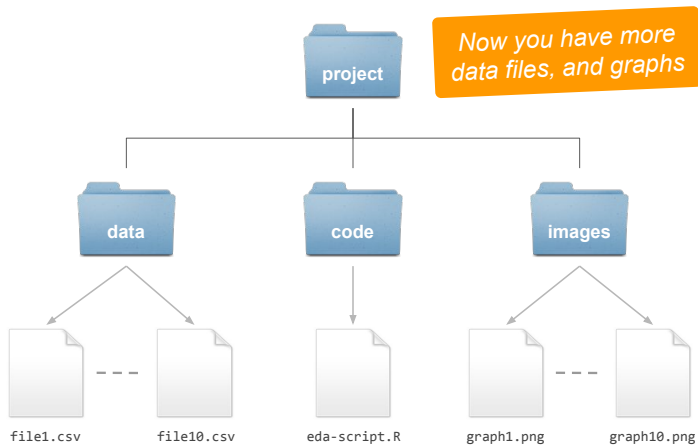 Now you have more
data files, and graphs
project
data
code
images
file1.csv
file10.csv
eda-script.R
graph1.png
graph10.png